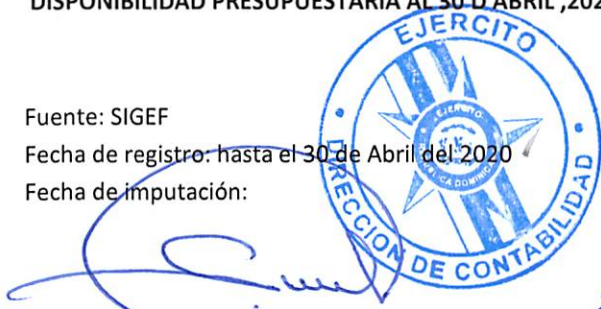 DISPONIBILIDAD PRESUPUESTARIA AL 30 D ABRIL ,202
EJERCITO
Fuente: SIGEF
Fecha de registro: hasta el 30 de Abril del 2020
Fecha de imputación:
DIRECCION DE CONTABILIDAD